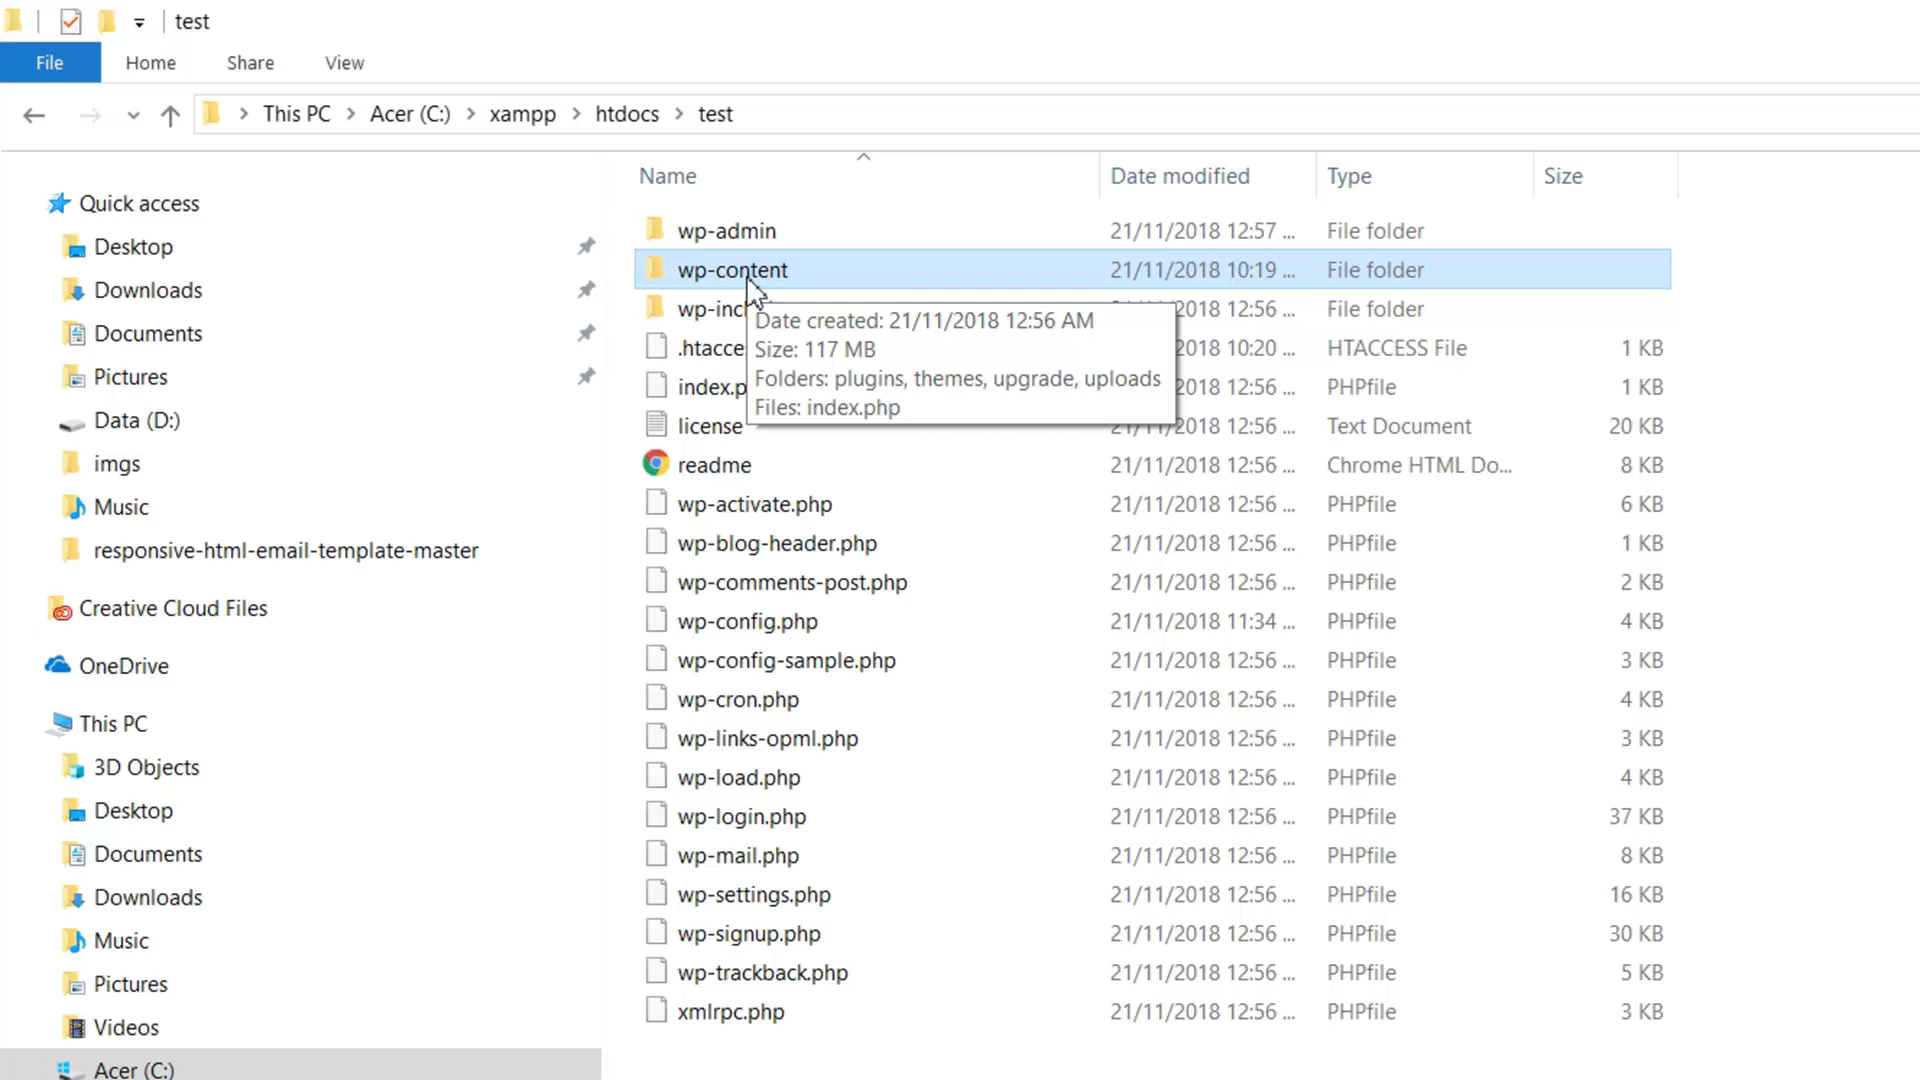 test
File Home Share View
This PC > Acer (C:) > xampp > htdocs > test
Name Date modified Type Size
Quick access
Desktop
Downloads
Documents
Pictures
Data (D:)
imgs
Music
responsive-html-email-template-master
Creative Cloud Files
OneDrive
This PC
3D Objects
Desktop
Documents
Downloads
Music
Pictures
Videos
Acer (C:)
wp-admin 21/11/2018 12:57 ... File folder
wp-content 21/11/2018 10:19 ... File folder
wp-incl 2018 12:56 ... File folder
.htacce 2018 10:20 ... HTACCESS File 1 KB
index.p 2018 12:56 ... PHPfile 1 KB
license 21/11/2018 12:56 ... Text Document 20 KB
readme 21/11/2018 12:56 ... Chrome HTML Do... 8 KB
wp-activate.php 21/11/2018 12:56 ... PHPfile 6 KB
wp-blog-header.php 21/11/2018 12:56 ... PHPfile 1 KB
wp-comments-post.php 21/11/2018 12:56 ... PHPfile 2 KB
wp-config.php 21/11/2018 11:34 ... PHPfile 4 KB
wp-config-sample.php 21/11/2018 12:56 ... PHPfile 3 KB
wp-cron.php 21/11/2018 12:56 ... PHPfile 4 KB
wp-links-opml.php 21/11/2018 12:56 ... PHPfile 3 KB
wp-load.php 21/11/2018 12:56 ... PHPfile 4 KB
wp-login.php 21/11/2018 12:56 ... PHPfile 37 KB
wp-mail.php 21/11/2018 12:56 ... PHPfile 8 KB
wp-settings.php 21/11/2018 12:56 ... PHPfile 16 KB
wp-signup.php 21/11/2018 12:56 ... PHPfile 30 KB
wp-trackback.php 21/11/2018 12:56 ... PHPfile 5 KB
xmlrpc.php 21/11/2018 12:56 ... PHPfile 3 KB
Date created: 21/11/2018 12:56 AM
Size: 117 MB
Folders: plugins, themes, upgrade, uploads
Files: index.php